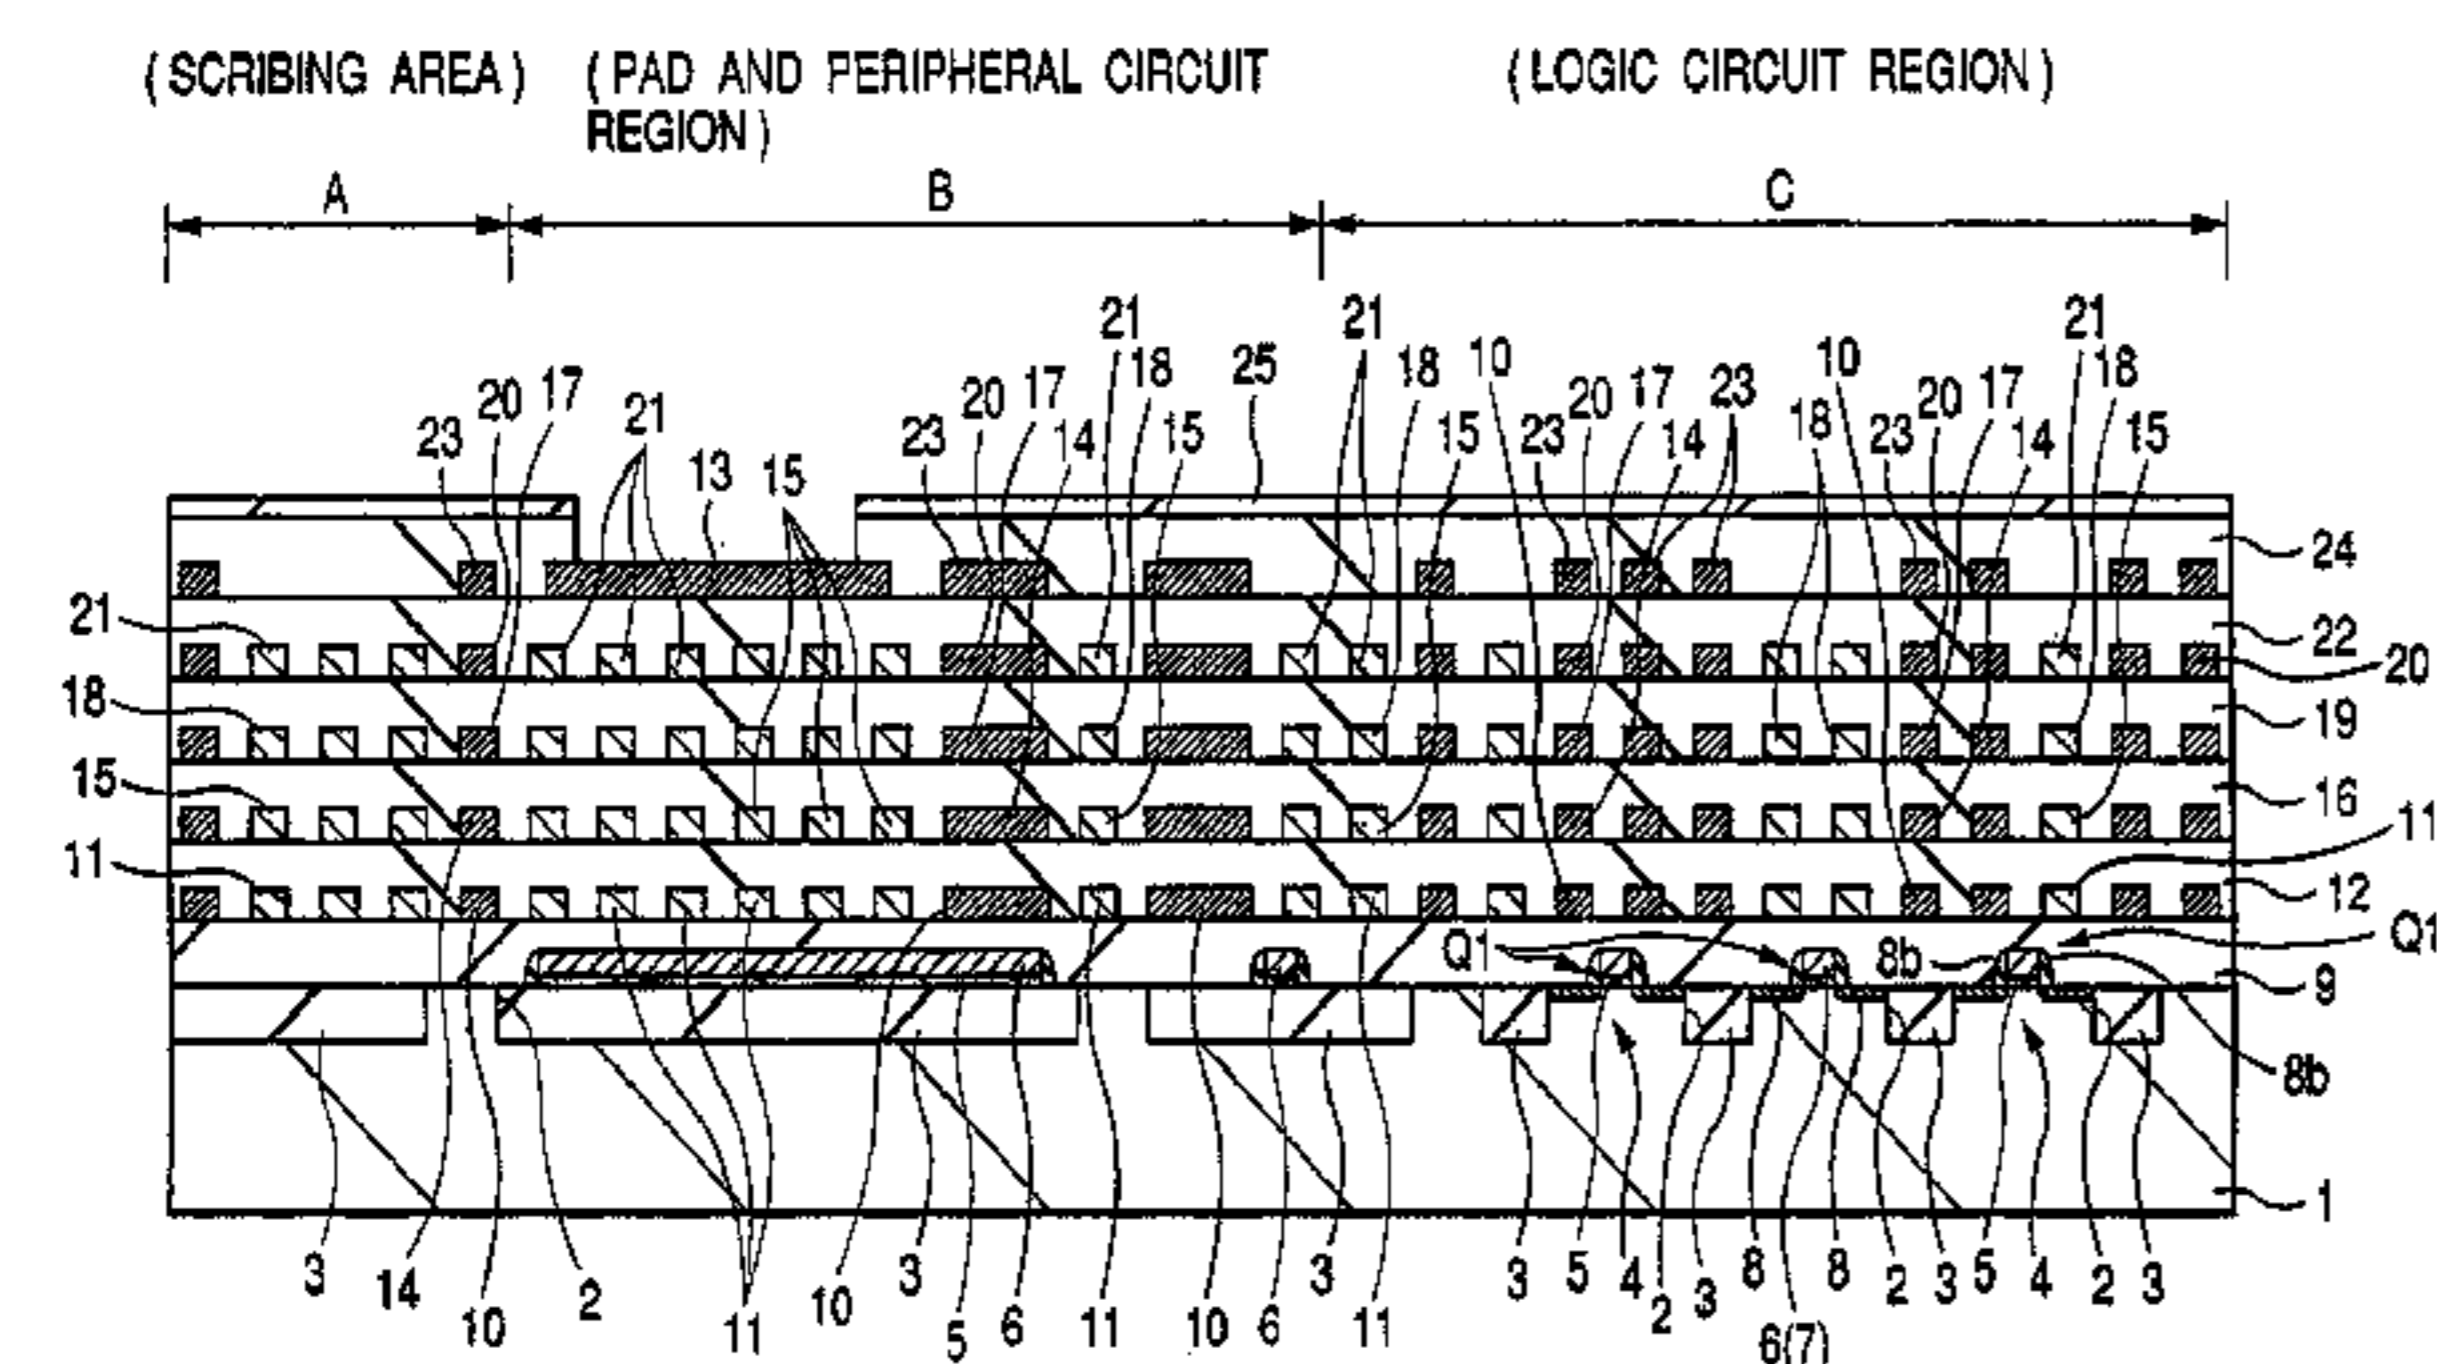 (SCRIBING AREA) (PAD AND PERIPHERAL CIRCUIT (LOGIC CIRCUIT REGION)
REGION)
A B C
21 21 21
25 18 18 10 10 18
20 17 20 17 20 17 23 20 17
21 18
23 13 15 23 14 15 15 23 14 23 14 15
24
21 22
20
18 19
15 16
11 11
12
Q1 8b Q1
9
8b
1
3 14 10 2 11 10 3 5 6 11 10 6 3 11 3 5 4 2 3 8 6(7) 8 2 3 5 4 2 3